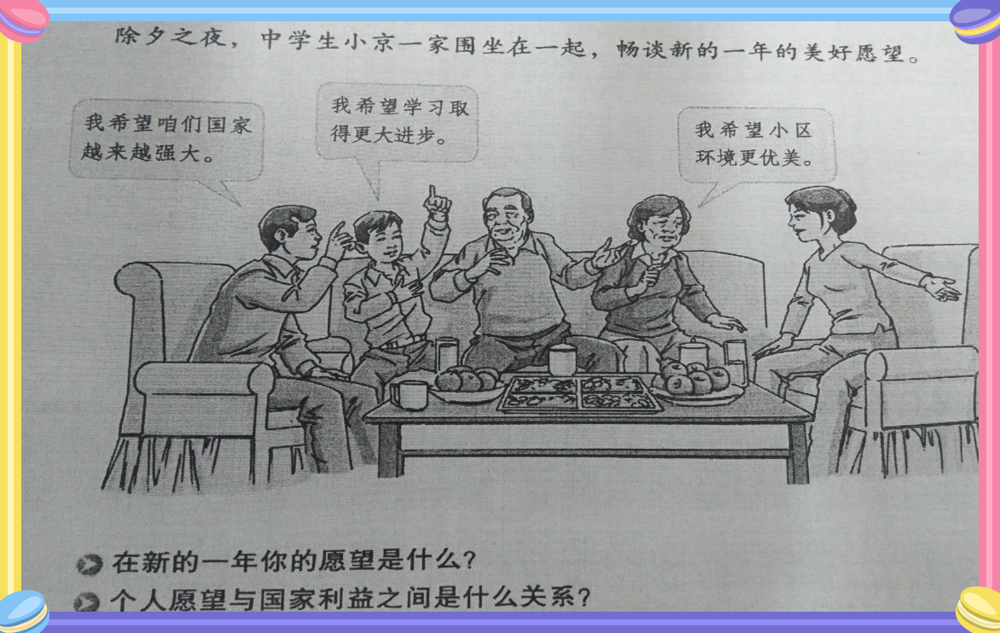 除夕之夜，中学生小京一家围坐在一起，畅谈新的一年的美好愿望。
我希望咱们国家
越来越强大。
我希望学习取
得更大进步。
我希望小区
环境更优美。
在新的一年你的愿望是什么?
个人愿望与国家利益之间是什么关系?